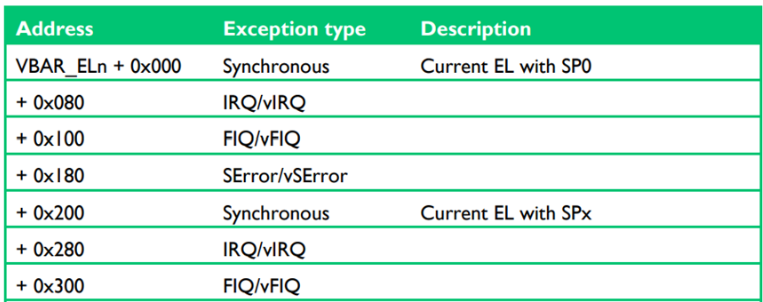 Address Exception type Description
VBAR_ELn + 0x000 Synchronous Current EL with SP0
+ 0x080 IRQ/vIRQ
+ 0x100 FIQ/vFIQ
+ 0x180 SError/vSError
+ 0x200 Synchronous Current EL with SPx
+ 0x280 IRQ/vIRQ
+ 0x300 FIQ/vFIQ